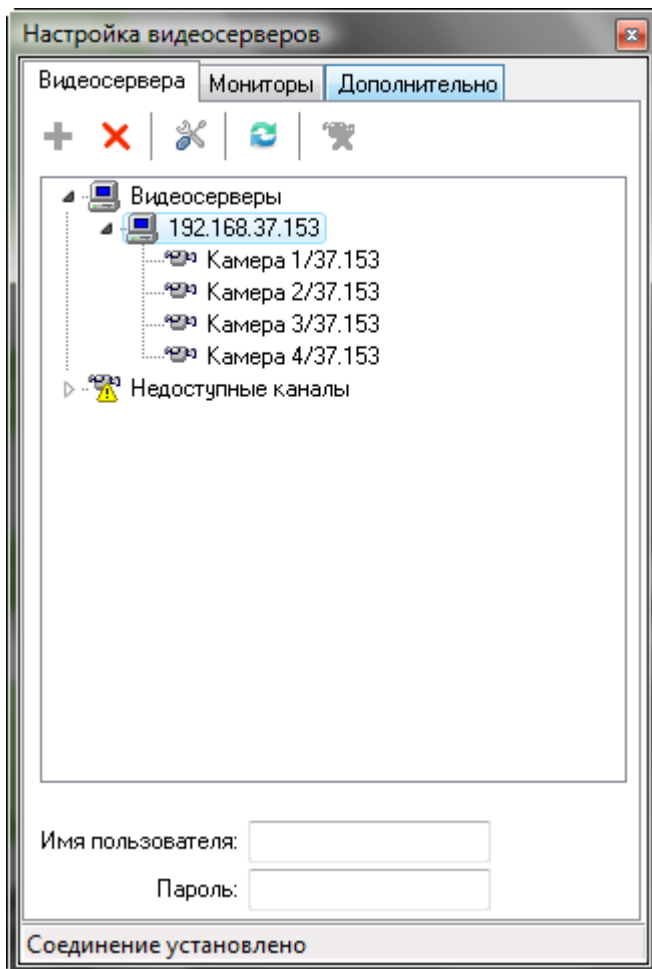 Настройка видеосерверов
Видеосервера Мониторы Дополнительно
Видеосерверы
192.168.37.153
Камера 1/37.153
Камера 2/37.153
Камера 3/37.153
Камера 4/37.153
Недоступные каналы
Имя пользователя:
Пароль:
Соединение установлено